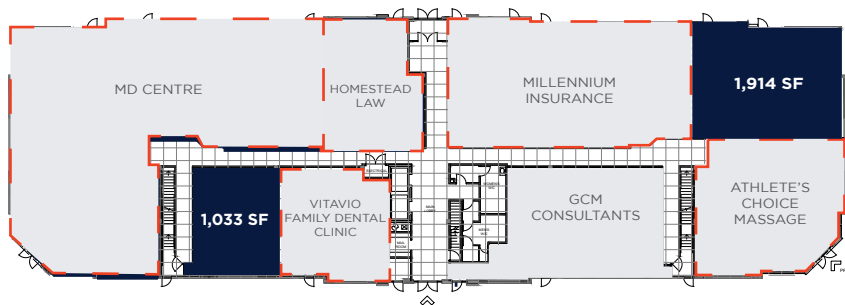 MD CENTRE
HOMESTEAD
LAW
MILLENNIUM
INSURANCE
1,914 SF
1,033 SF
VITAVIO
FAMILY DENTAL
CLINIC
GCM
CONSULTANTS
ATHLETE'S
CHOICE
MASSAGE